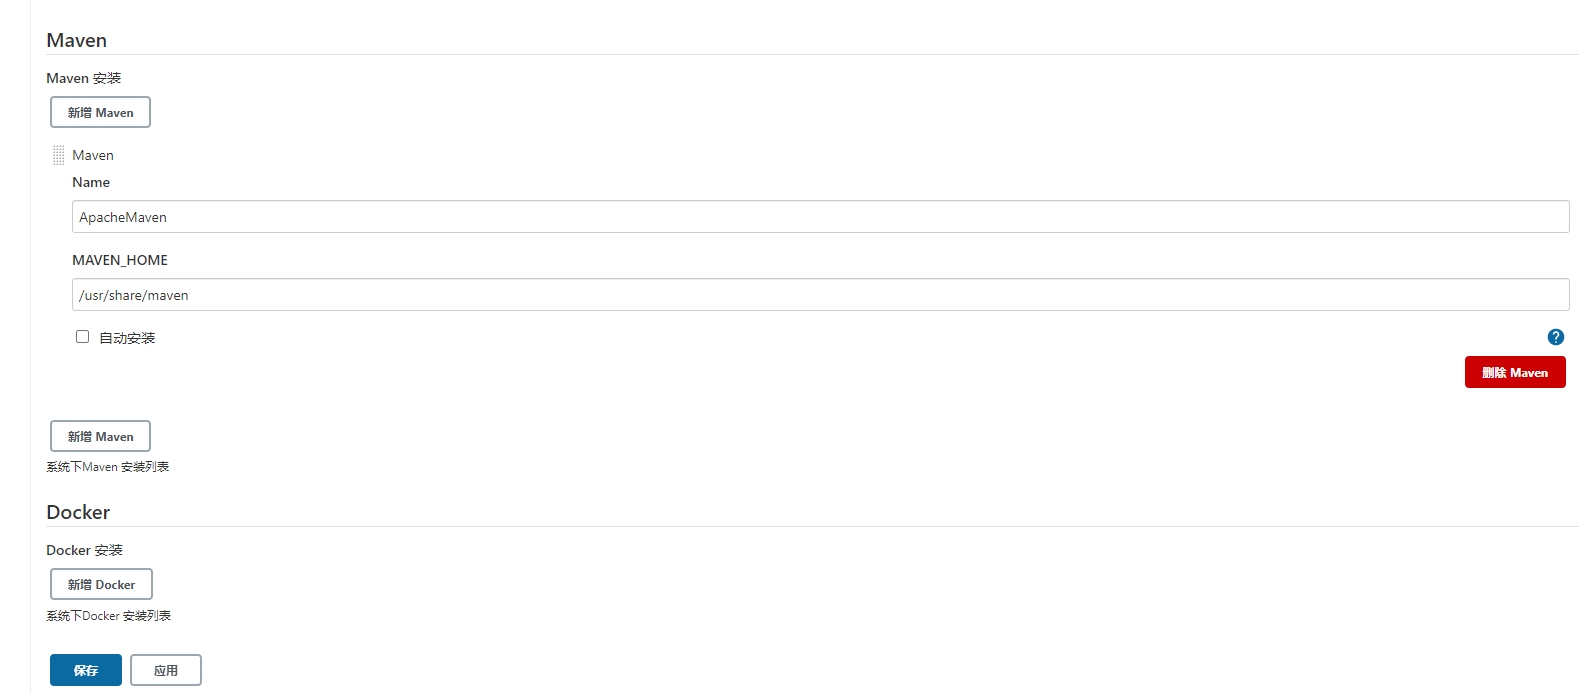 Maven
Maven 安装
新增 Maven
Maven
Name
ApacheMaven
MAVEN_HOME
/usr/share/maven
自动安装
?
删除 Maven
新增 Maven
系统下Maven 安装列表
Docker
Docker 安装
新增 Docker
系统下Docker 安装列表
保存 应用